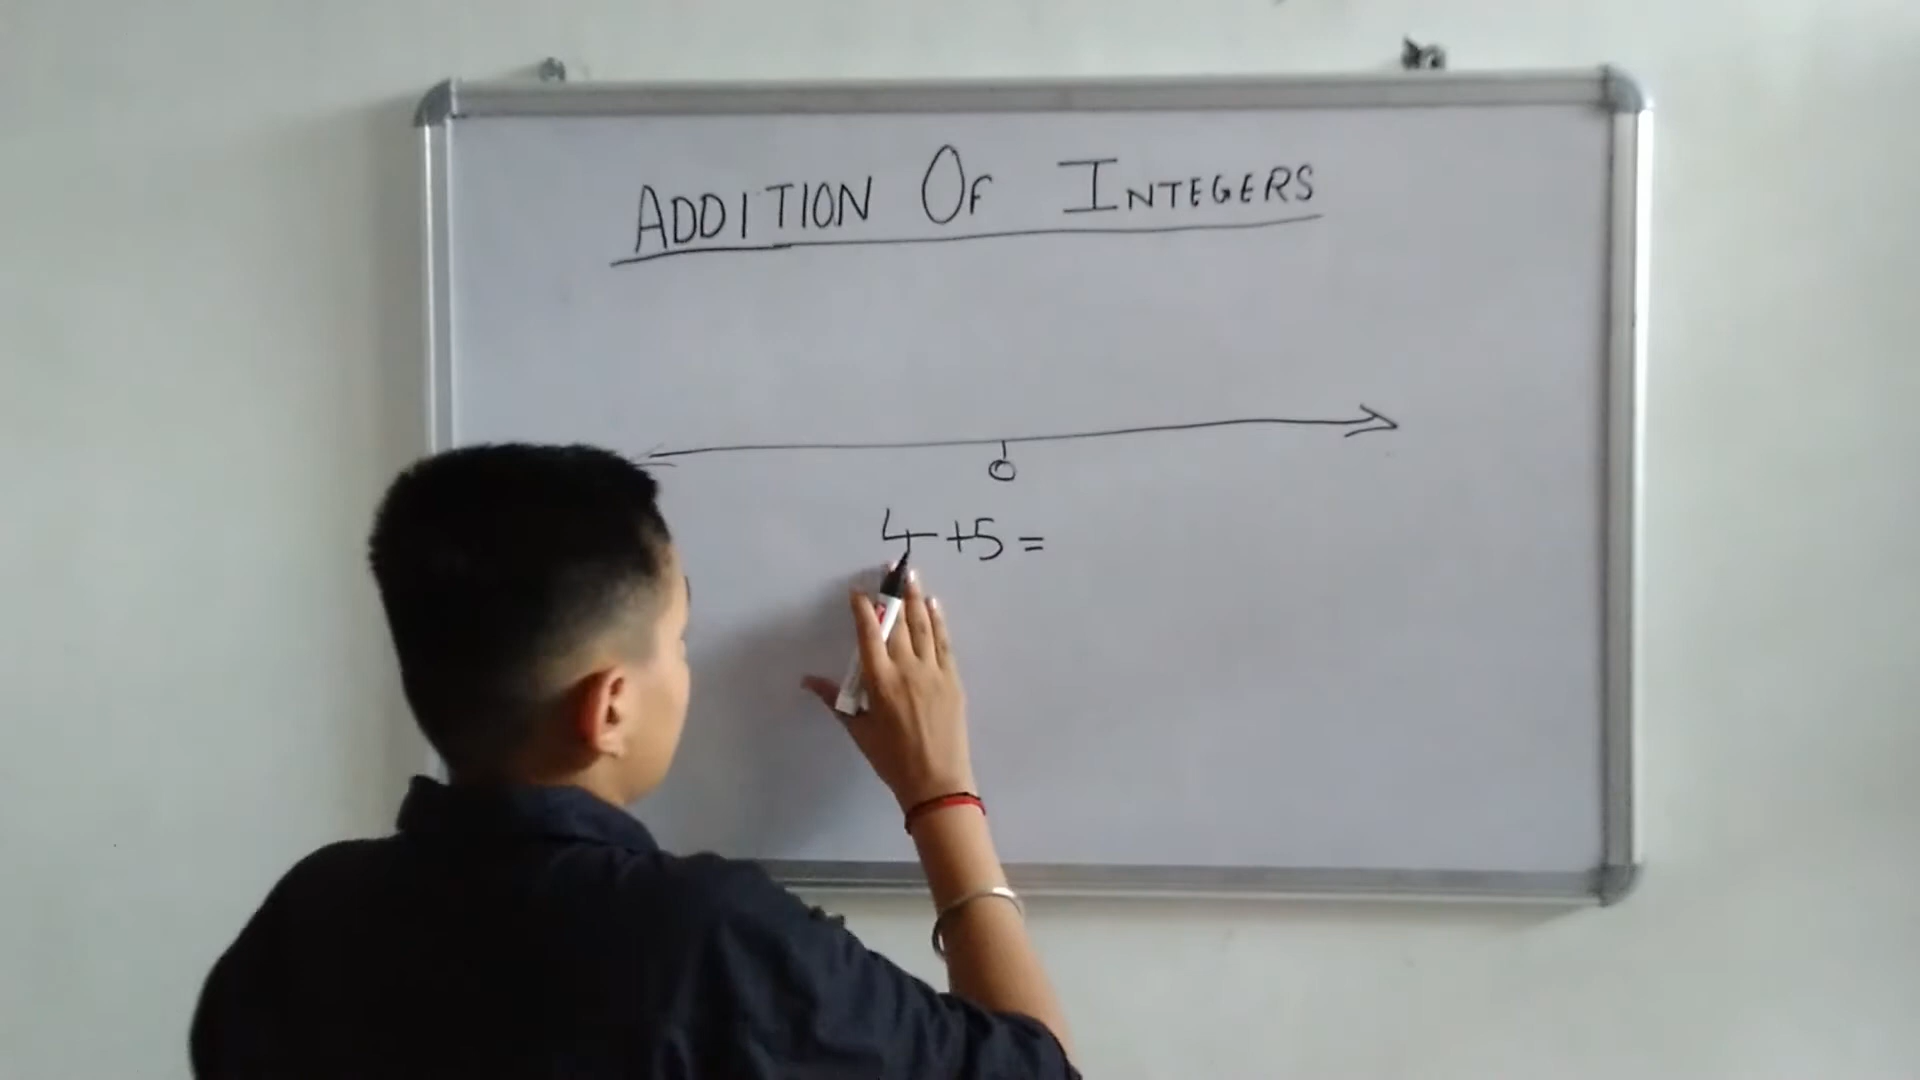 ADDITION OF INTEGERS
0
4+5=